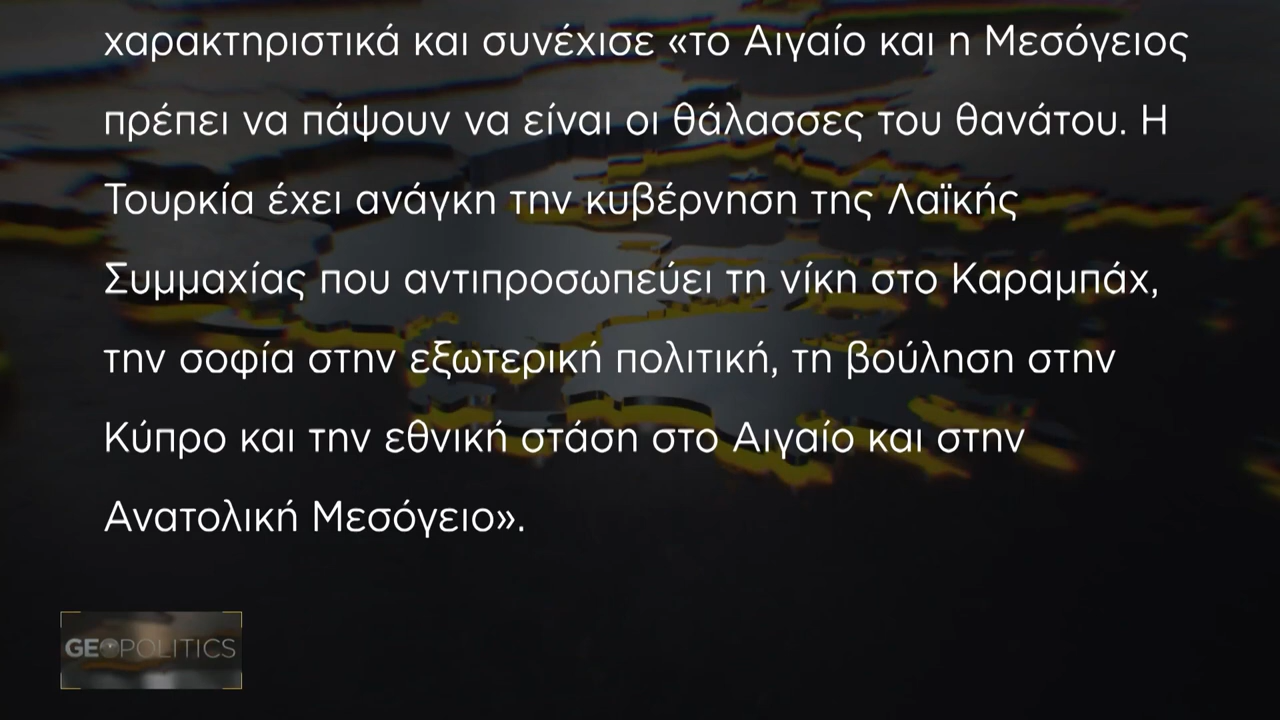 χαρακτηριστικά και συνέχισε «το Αιγαίο και η Μεσόγειος
πρέπει να πάψουν να είναι οι θάλασσες του θανάτου. Η
Τουρκία έχει ανάγκη την κυβέρνηση της Λαϊκής
Συμμαχίας που αντιπροσωπεύει τη νίκη στο Καραμπάχ,
την σοφία στην εξωτερική πολιτική, τη βούληση στην
Κύπρο και την εθνική στάση στο Αιγαίο και στην
Ανατολική Μεσόγειο».
GEOPOLITICS